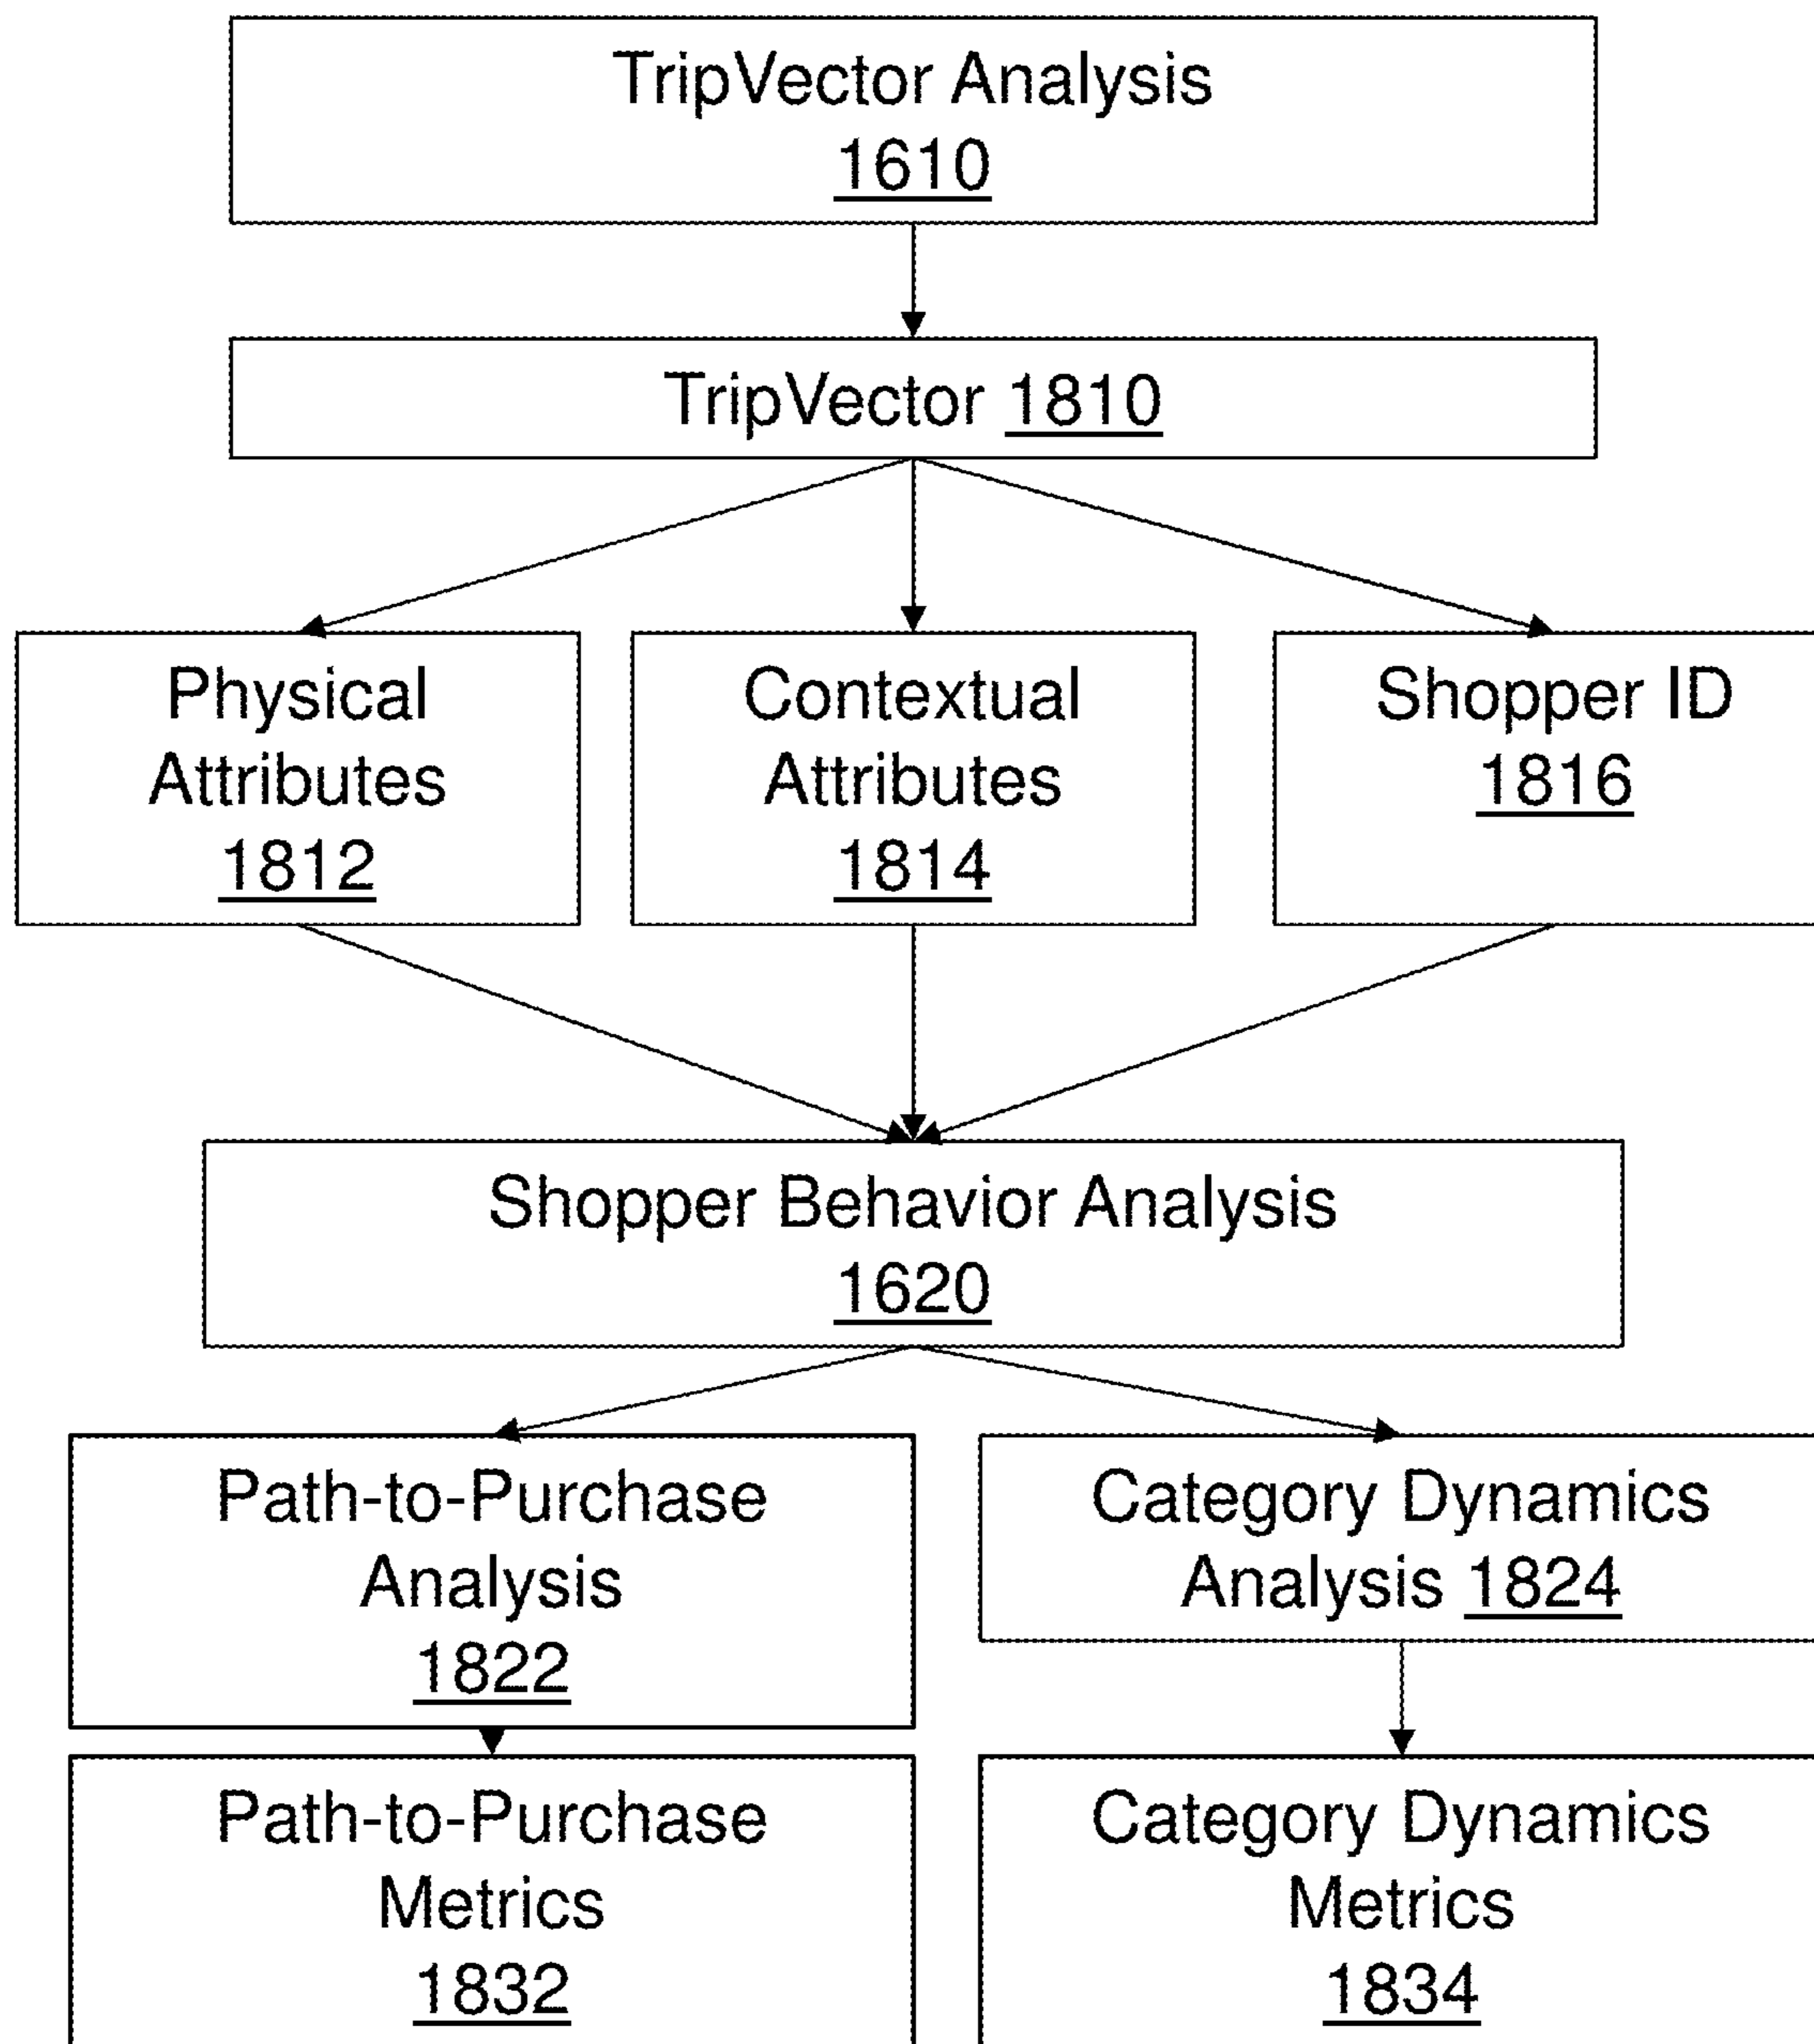 TripVector Analysis
1610
TripVector 1810
Physical
Attributes
1812
Contextual
Attributes
1814
Shopper ID
1816
Shopper Behavior Analysis
1620
Path-to-Purchase
Analysis
1822
Category Dynamics
Analysis 1824
Path-to-Purchase
Metrics
1832
Category Dynamics
Metrics
1834